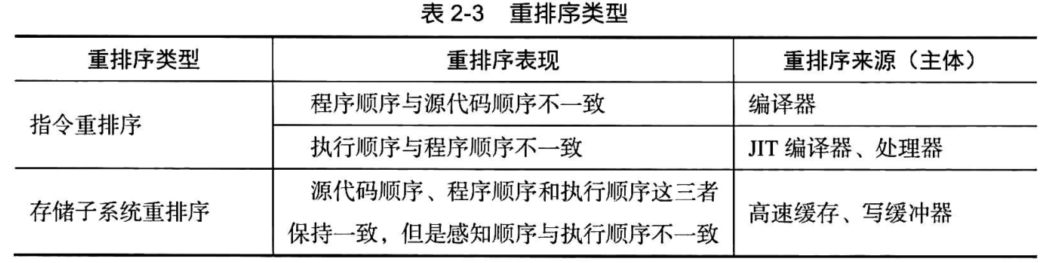 表 2-3 重排序类型
重排序类型 重排序表现 重排序来源（主体）
程序顺序与源代码顺序不一致 编译器
指令重排序
执行顺序与程序顺序不一致 JIT 编译器、处理器
源代码顺序、程序顺序和执行顺序这三者
存储子系统重排序 高速缓存、写缓冲器
保持一致，但是感知顺序与执行顺序不一致